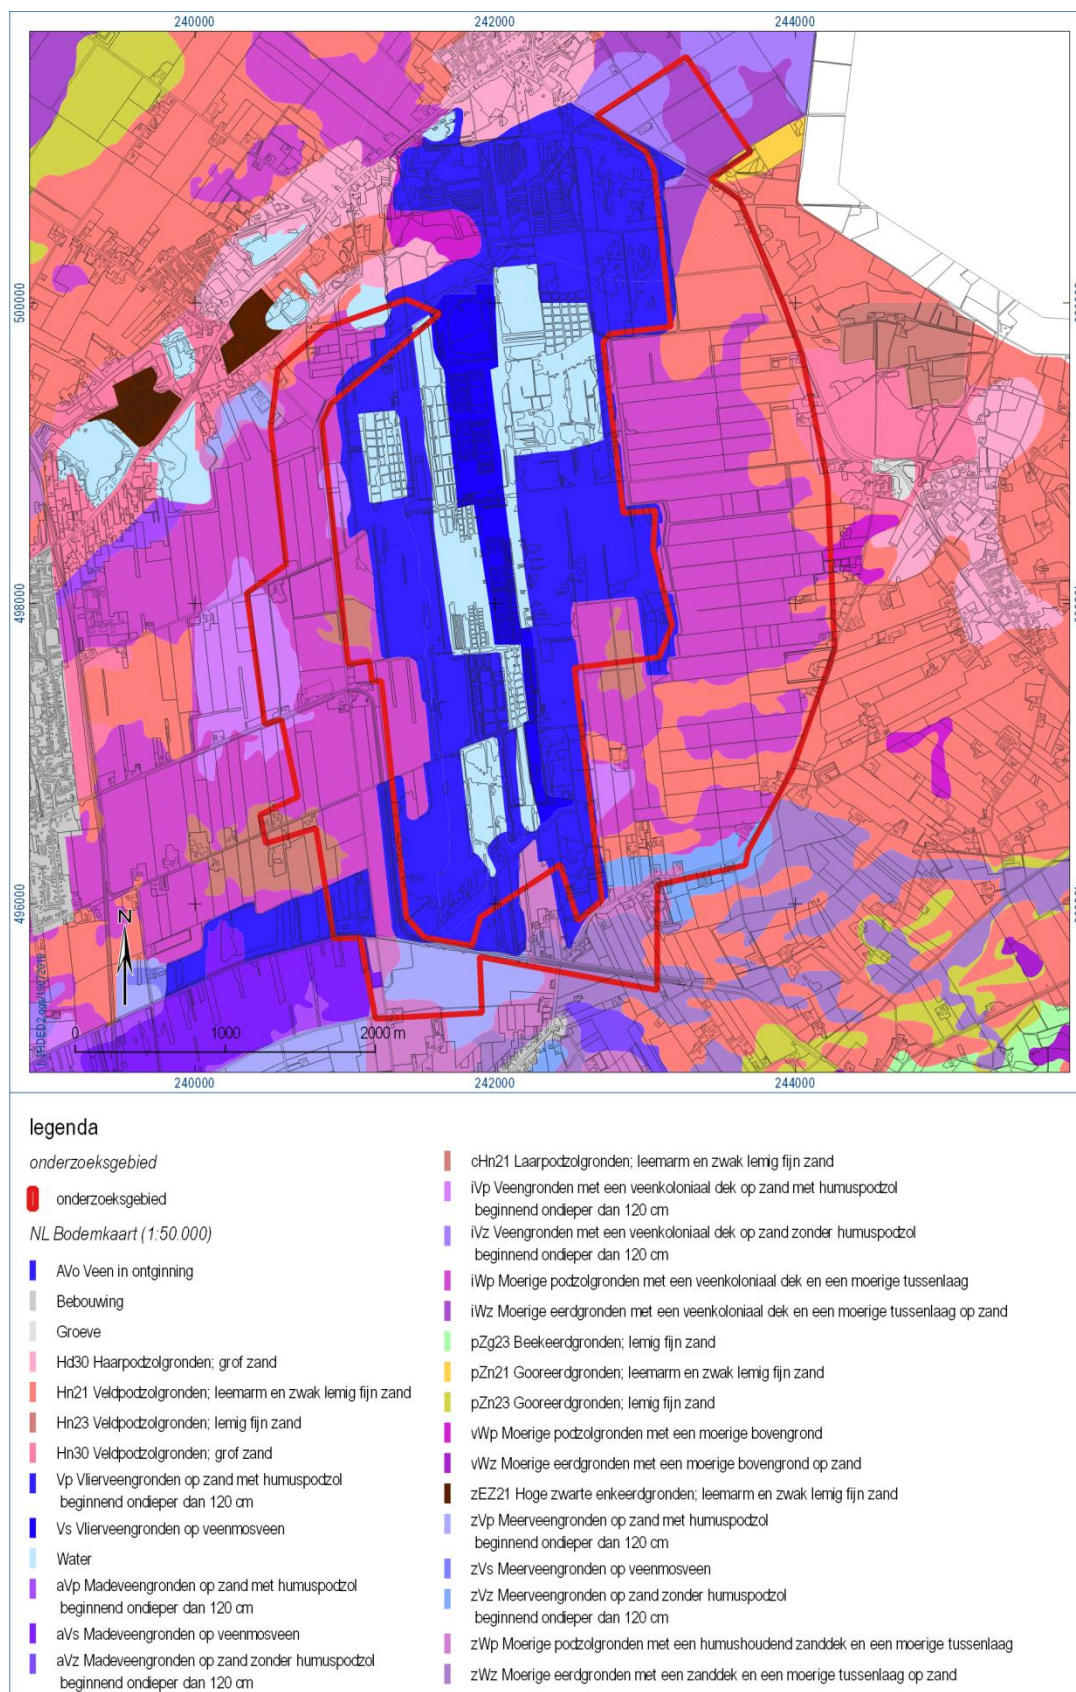 240000
242000
244000
500000
498000
496000
N
0
1000
2000 m
240000
242000
244000
legenda
onderzoeksgebied
onderzoeksgebied
NL Bodemkaart (1:50.000)
AVo Veen in ontginning
Bebouwing
Groeve
Hd30 Haarpodzolgronden; grof zand
Hn21 Veldpodzolgronden; leemarm en zwak lemig fijn zand
Hn23 Veldpodzolgronden; lemig fijn zand
Hn30 Veldpodzolgronden; grof zand
Vp Vlierveengronden op zand met humuspodzol
beginnend ondieper dan 120 cm
Vs Vlierveengronden op veenmosveen
Water
aVp Madeveengronden op zand met humuspodzol
beginnend ondieper dan 120 cm
aVs Madeveengronden op veenmosveen
aVz Madeveengronden op zand zonder humuspodzol
beginnend ondieper dan 120 cm
cHn21 Laarpodzolgronden; leemarm en zwak lemig fijn zand
iVp Veengronden met een veenkoloniaal dek op zand met humuspodzol
beginnend ondieper dan 120 cm
iVz Veengronden met een veenkoloniaal dek op zand zonder humuspodzol
beginnend ondieper dan 120 cm
iWp Moerige podzolgronden met een veenkoloniaal dek en een moerige tussenlaag
iWz Moerige eerdgronden met een veenkoloniaal dek en een moerige tussenlaag op zand
pZg23 Beekeerdgronden; lemig fijn zand
pZn21 Gooreerdgronden; leemarm en zwak lemig fijn zand
pZn23 Gooreerdgronden; lemig fijn zand
vWp Moerige podzolgronden met een moerige bovengrond
vWz Moerige eerdgronden met een moerige bovengrond op zand
zEZ21 Hoge zwarte enkeerdgronden; leemarm en zwak lemig fijn zand
zVp Meerveengronden op zand met humuspodzol
beginnend ondieper dan 120 cm
zVs Meerveengronden op veenmosveen
zVz Meerveengronden op zand zonder humuspodzol
beginnend ondieper dan 120 cm
zWp Moerige podzolgronden met een humushoudend zanddek en een moerige tussenlaag
zWz Moerige eerdgronden met een zanddek en een moerige tussenlaag op zand